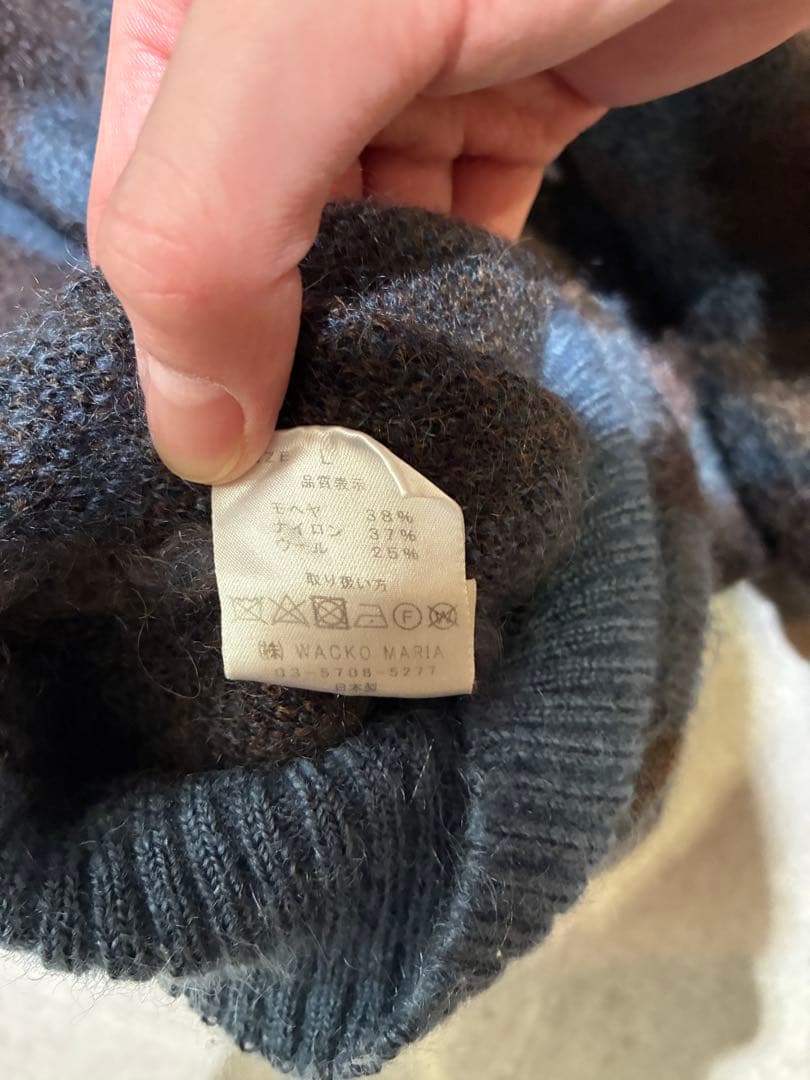 ZE L
品質表示
モヘヤ 38%
ナイロン 37%
ウール 25%
取り扱い方
F W
㈱ WACKO MARIA
03-5708-5277
日本製